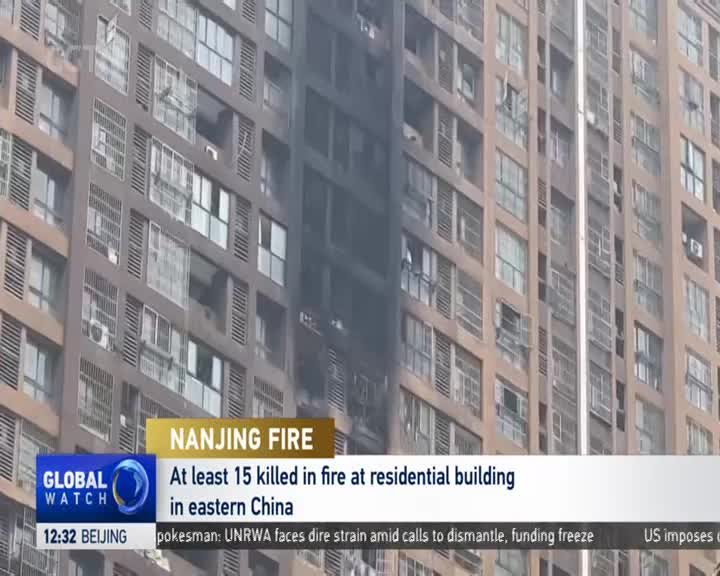 NANJING FIRE
At least 15 killed in fire at residential building
in eastern China
GLOBAL
WATCH
12:32 BEIJING
pokesman: UNRWA faces dire strain amid calls to dismantle, funding freeze US imposes